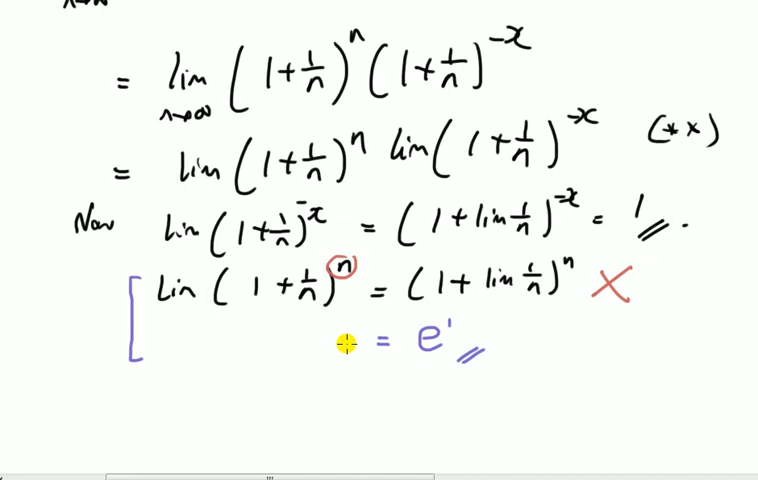 = lim n→∞ (1+1/n)^n (1+1/n)^-x
= lim (1+1/n)^n lim (1+1/n)^-x (**)
Now lim (1+1/n)^-x = (1+lim 1/n)^-x = 1 .
Lim (1+1/n)^n = (1+lim 1/n)^n ×
= e^1